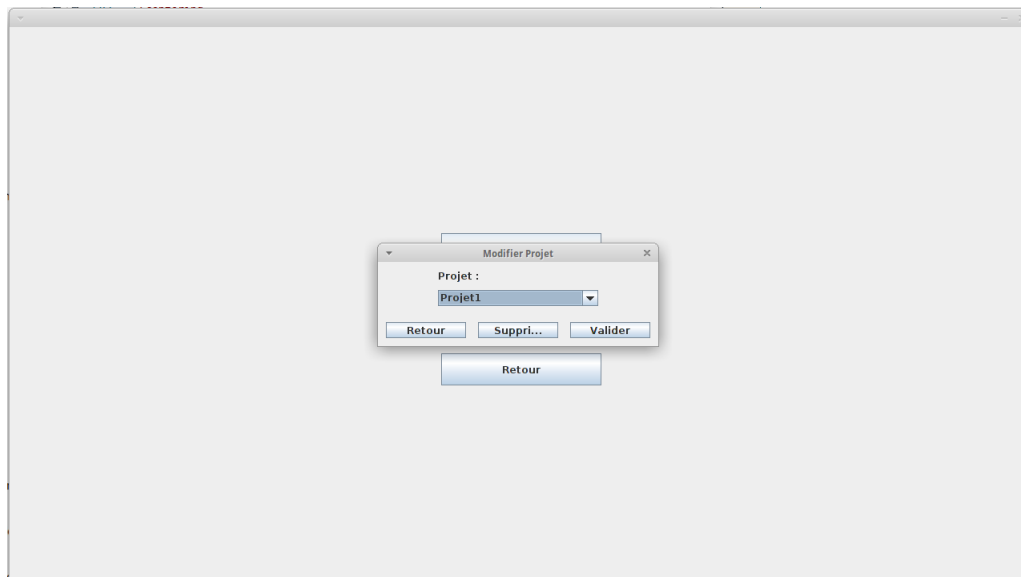 Modifier Projet
Projet :
Projet1
Retour Suppri... Valider
Retour